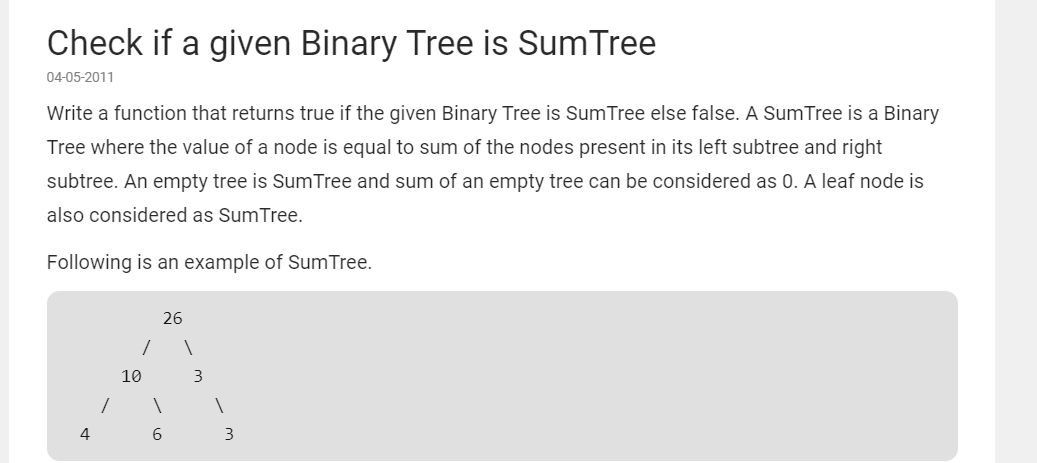 Check if a given Binary Tree is SumTree
04-05-2011
Write a function that returns true if the given Binary Tree is SumTree else false. A SumTree is a Binary
Tree where the value of a node is equal to sum of the nodes present in its left subtree and right
subtree. An empty tree is SumTree and sum of an empty tree can be considered as 0. A leaf node is
also considered as SumTree.
Following is an example of SumTree.
26
/ \
10 3
/ \ \
4 6 3